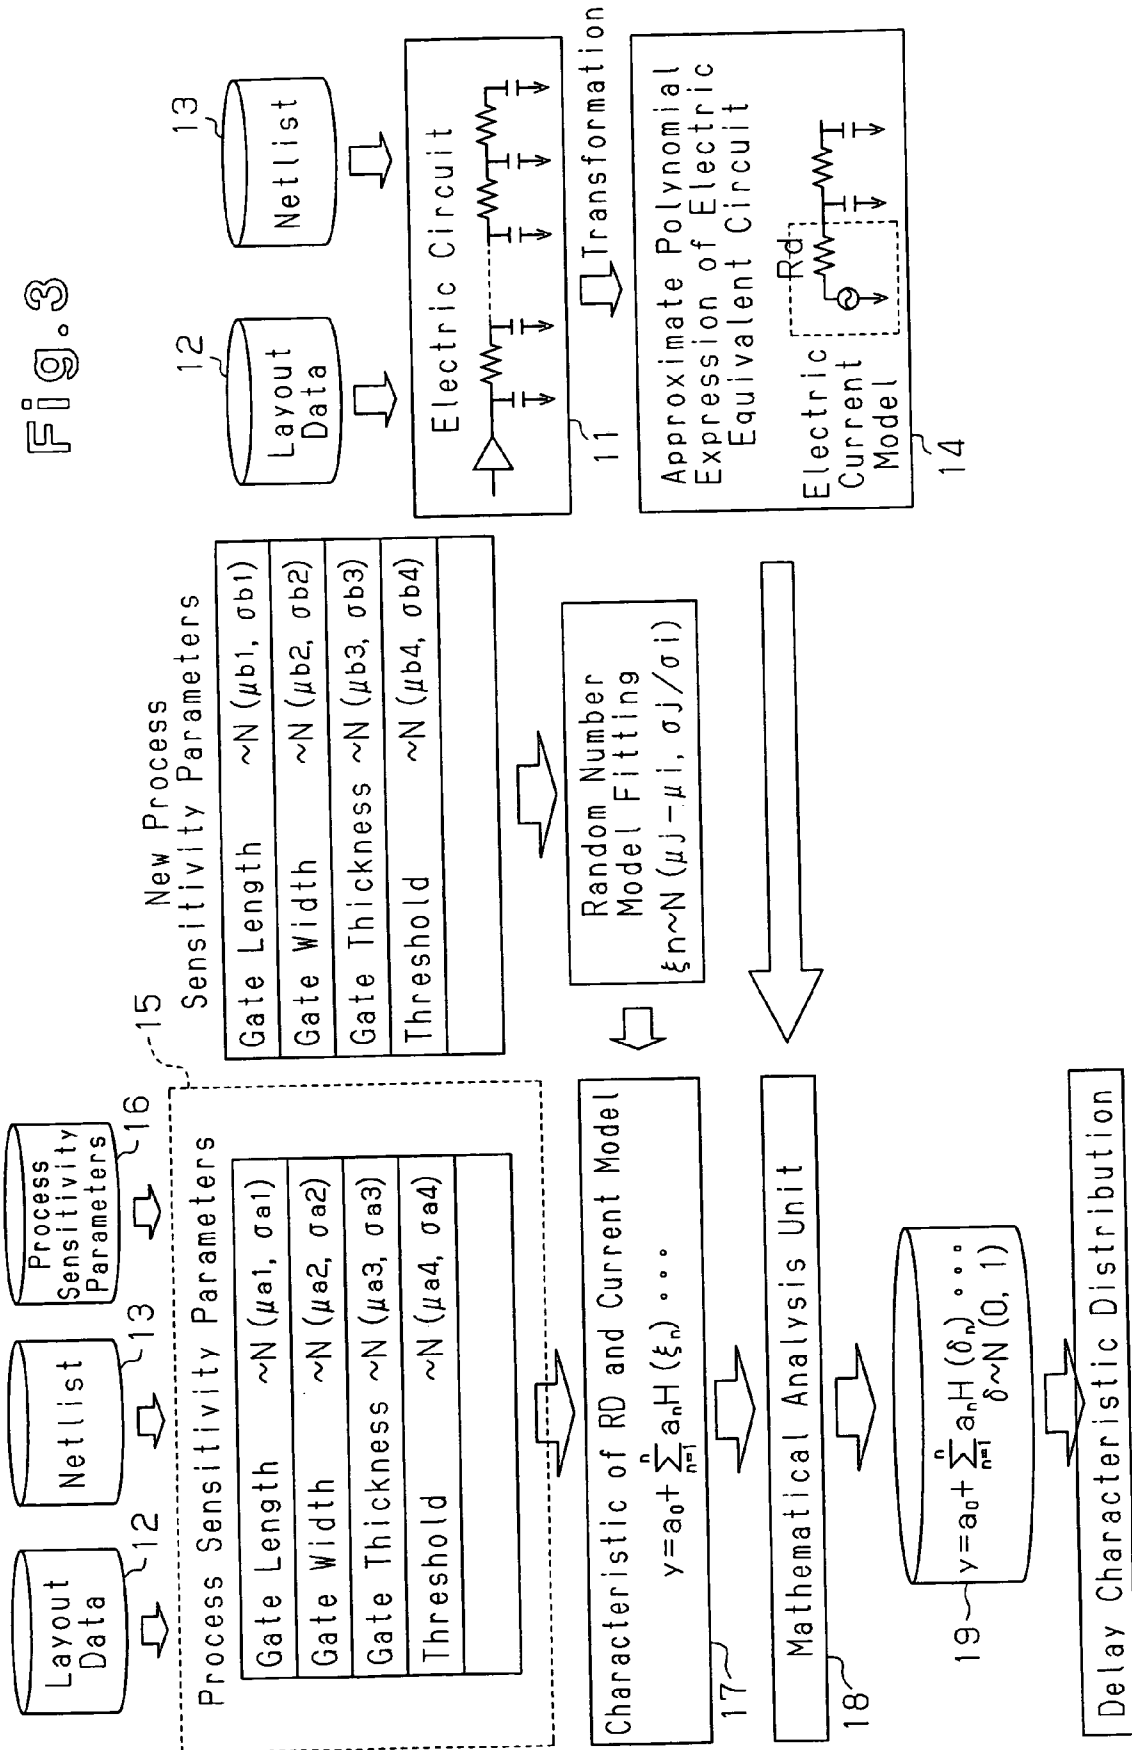 Fig.3
Layout
Data
12
Netlist
13
Process
Sensitivity
Parameters
16
15
Process Sensitivity Parameters
Gate Length ~N (μa1, σa1)
Gate Width ~N (μa2, σa2)
Gate Thickness ~N (μa3, σa3)
Threshold ~N (μa4, σa4)
New Process
Sensitivity Parameters
Gate Length ~N (μb1, σb1)
Gate Width ~N (μb2, σb2)
Gate Thickness ~N (μb3, σb3)
Threshold ~N (μb4, σb4)
12
Layout
Data
13
Netlist
Electric Circuit
11
Transformation
Random Number
Model Fitting
ξn~N (μj-μi, σj/σi)
Approximate Polynomial
Expression of Electric
Equivalent Circuit
Rd
Electric
Current
Model
14
Characteristic of RD and Current Model
y=a₀+∑ⁿₙ₌₁ aₙH(ξₙ) ···
17
Mathematical Analysis Unit
18
y=a₀+∑ⁿₙ₌₁ aₙH(δₙ) ···
δ~N (0, 1)
19
Delay Characteristic Distribution